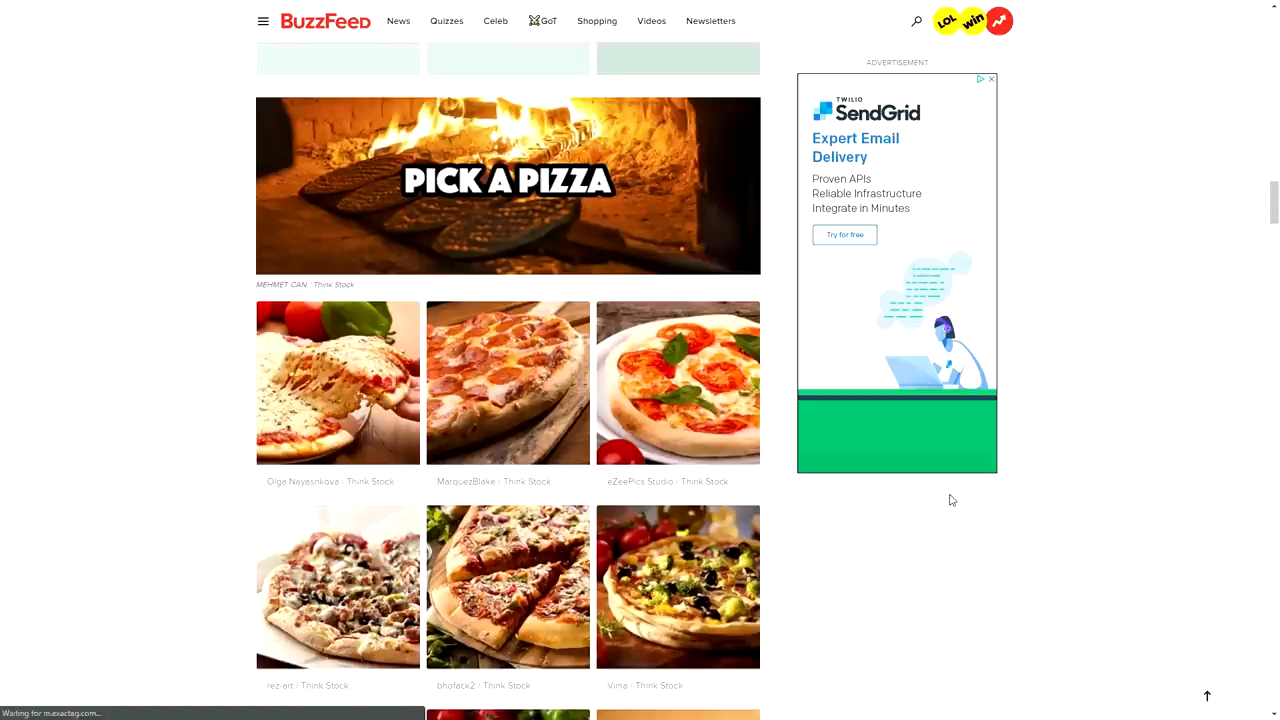 BuzzFeed
News
Quizzes
Celeb
GoT
Shopping
Videos
Newsletters
LOL
win
ADVERTISEMENT
PICK A PIZZA
TWILIO
SendGrid
Expert Email
Delivery
Proven APIs
Reliable Infrastructure
Integrate in Minutes
Try for free
MEHMET CAN / Think Stock
Olga Nayashkova / Think Stock
MarquezBlake / Think Stock
eZeePics Studio / Think Stock
rez-art / Think Stock
bhofack2 / Think Stock
Vima / Think Stock
Waiting for m.exactag.com...